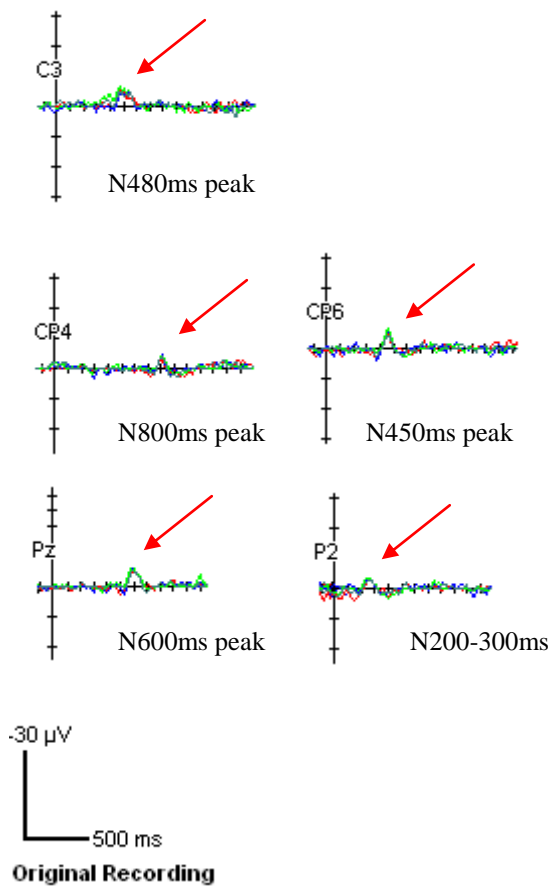 C3
N480ms peak
CP4
CP6
N800ms peak
N450ms peak
Pz
P2
N600ms peak
N200-300ms
-30 µV
500 ms
Original Recording